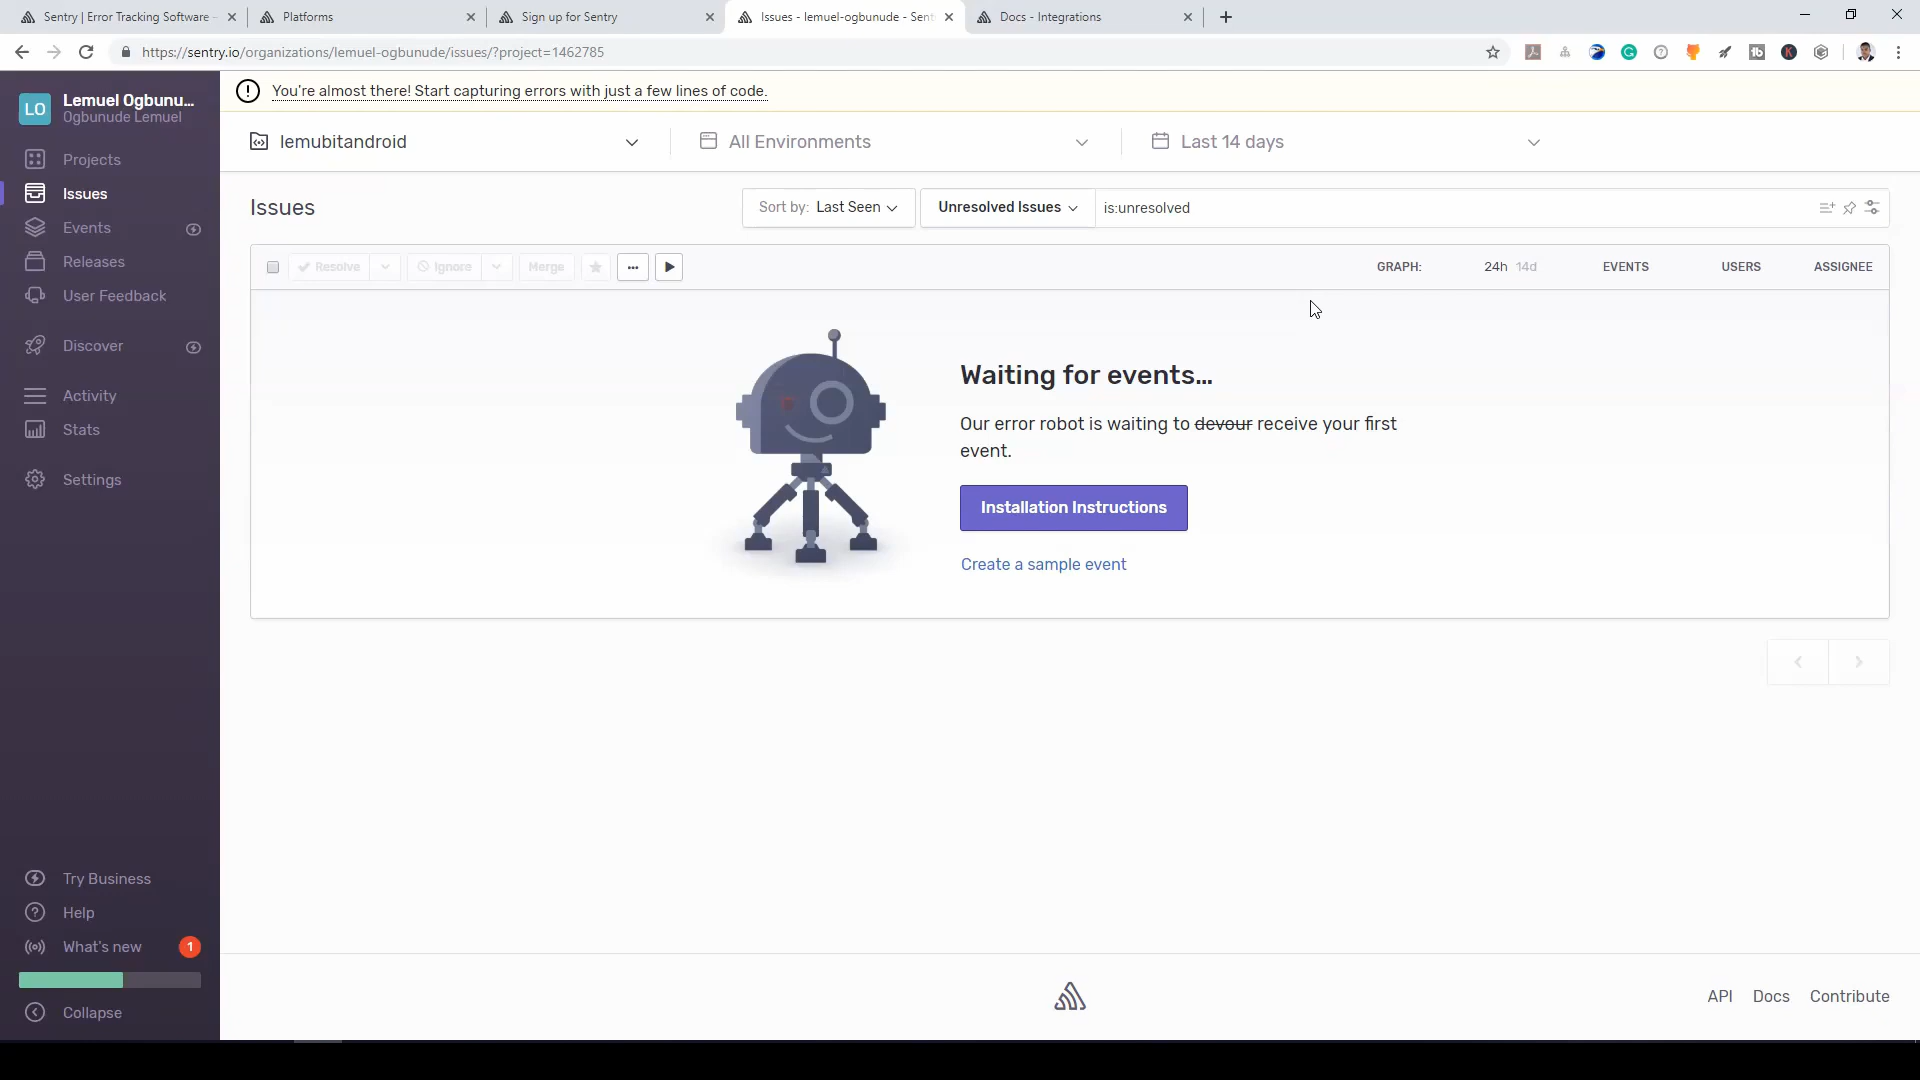 Sentry | Error Tracking Software
Platforms
Sign up for Sentry
Issues - lemuel-ogbunude - Sent
Docs - Integrations
https://sentry.io/organizations/lemuel-ogbunude/issues/?project=1462785
LO
Lemuel Ogbunu...
Ogbunude Lemuel
Projects
Issues
Events
Releases
User Feedback
Discover
Activity
Stats
Settings
Try Business
Help
What's new
1
Collapse
You're almost there! Start capturing errors with just a few lines of code.
lemubitandroid
All Environments
Last 14 days
Issues
Sort by: Last Seen
Unresolved Issues
is:unresolved
Resolve
Ignore
Merge
GRAPH:
24h 14d
EVENTS
USERS
ASSIGNEE
Waiting for events...
Our error robot is waiting to devour receive your first
event.
Installation Instructions
Create a sample event
API
Docs
Contribute